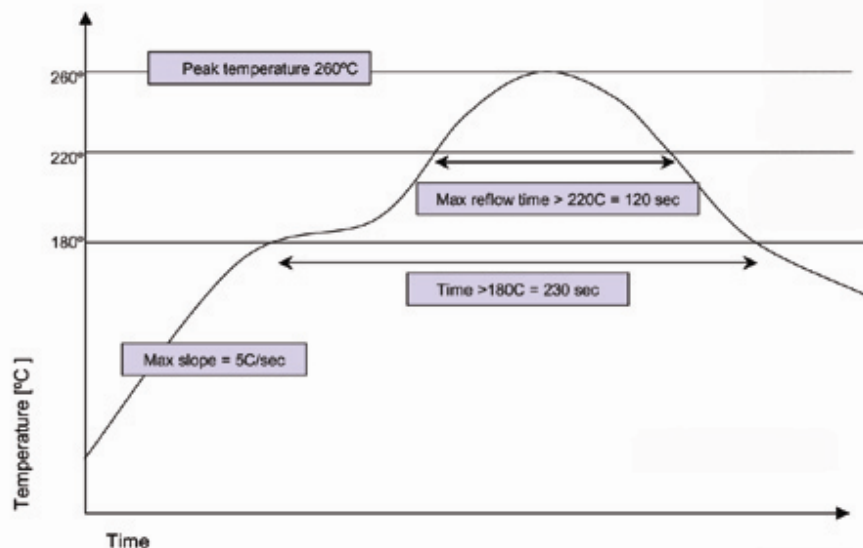 Peak temperature 260ºC
260º
220º
Max reflow time > 220C = 120 sec
180º
Time >180C = 230 sec
Max slope = 5C/sec
Temperature [ºC ]
Time